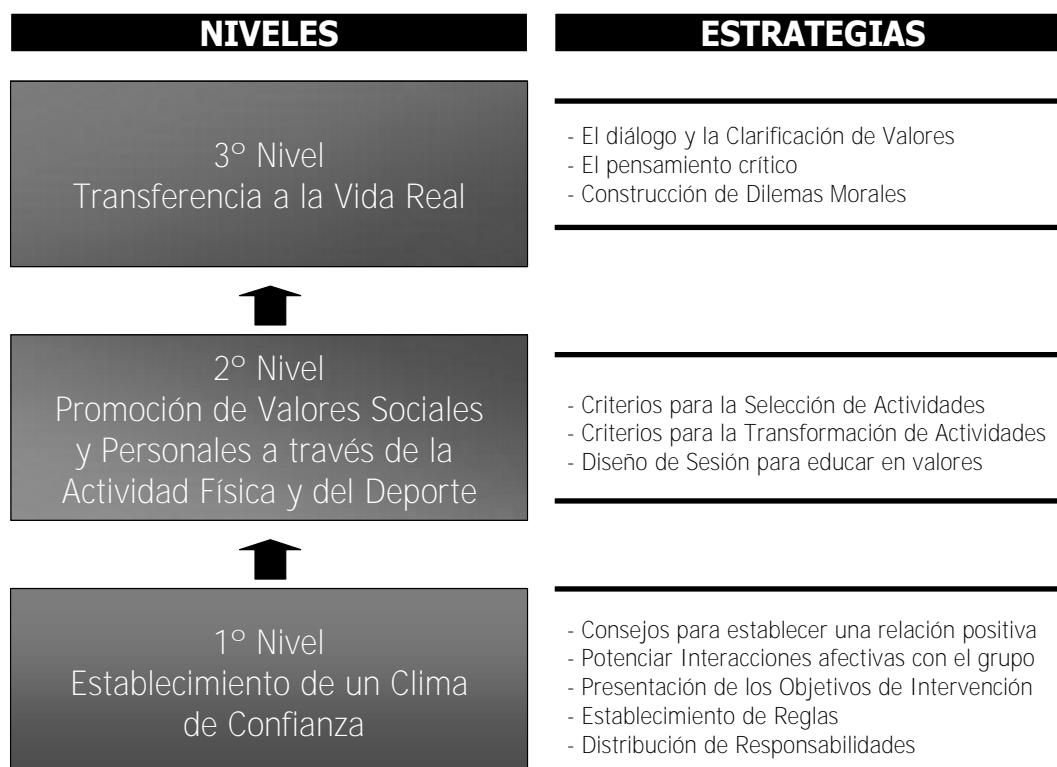 NIVELES
ESTRATEGIAS
3º Nivel
Transferencia a la Vida Real
- El diálogo y la Clarificación de Valores
- El pensamiento crítico
- Construcción de Dilemas Morales
2º Nivel
Promoción de Valores Sociales
y Personales a través de la
Actividad Física y del Deporte
- Criterios para la Selección de Actividades
- Criterios para la Transformación de Actividades
- Diseño de Sesión para educar en valores
1º Nivel
Establecimiento de un Clima
de Confianza
- Consejos para establecer una relación positiva
- Potenciar Interacciones afectivas con el grupo
- Presentación de los Objetivos de Intervención
- Establecimiento de Reglas
- Distribución de Responsabilidades